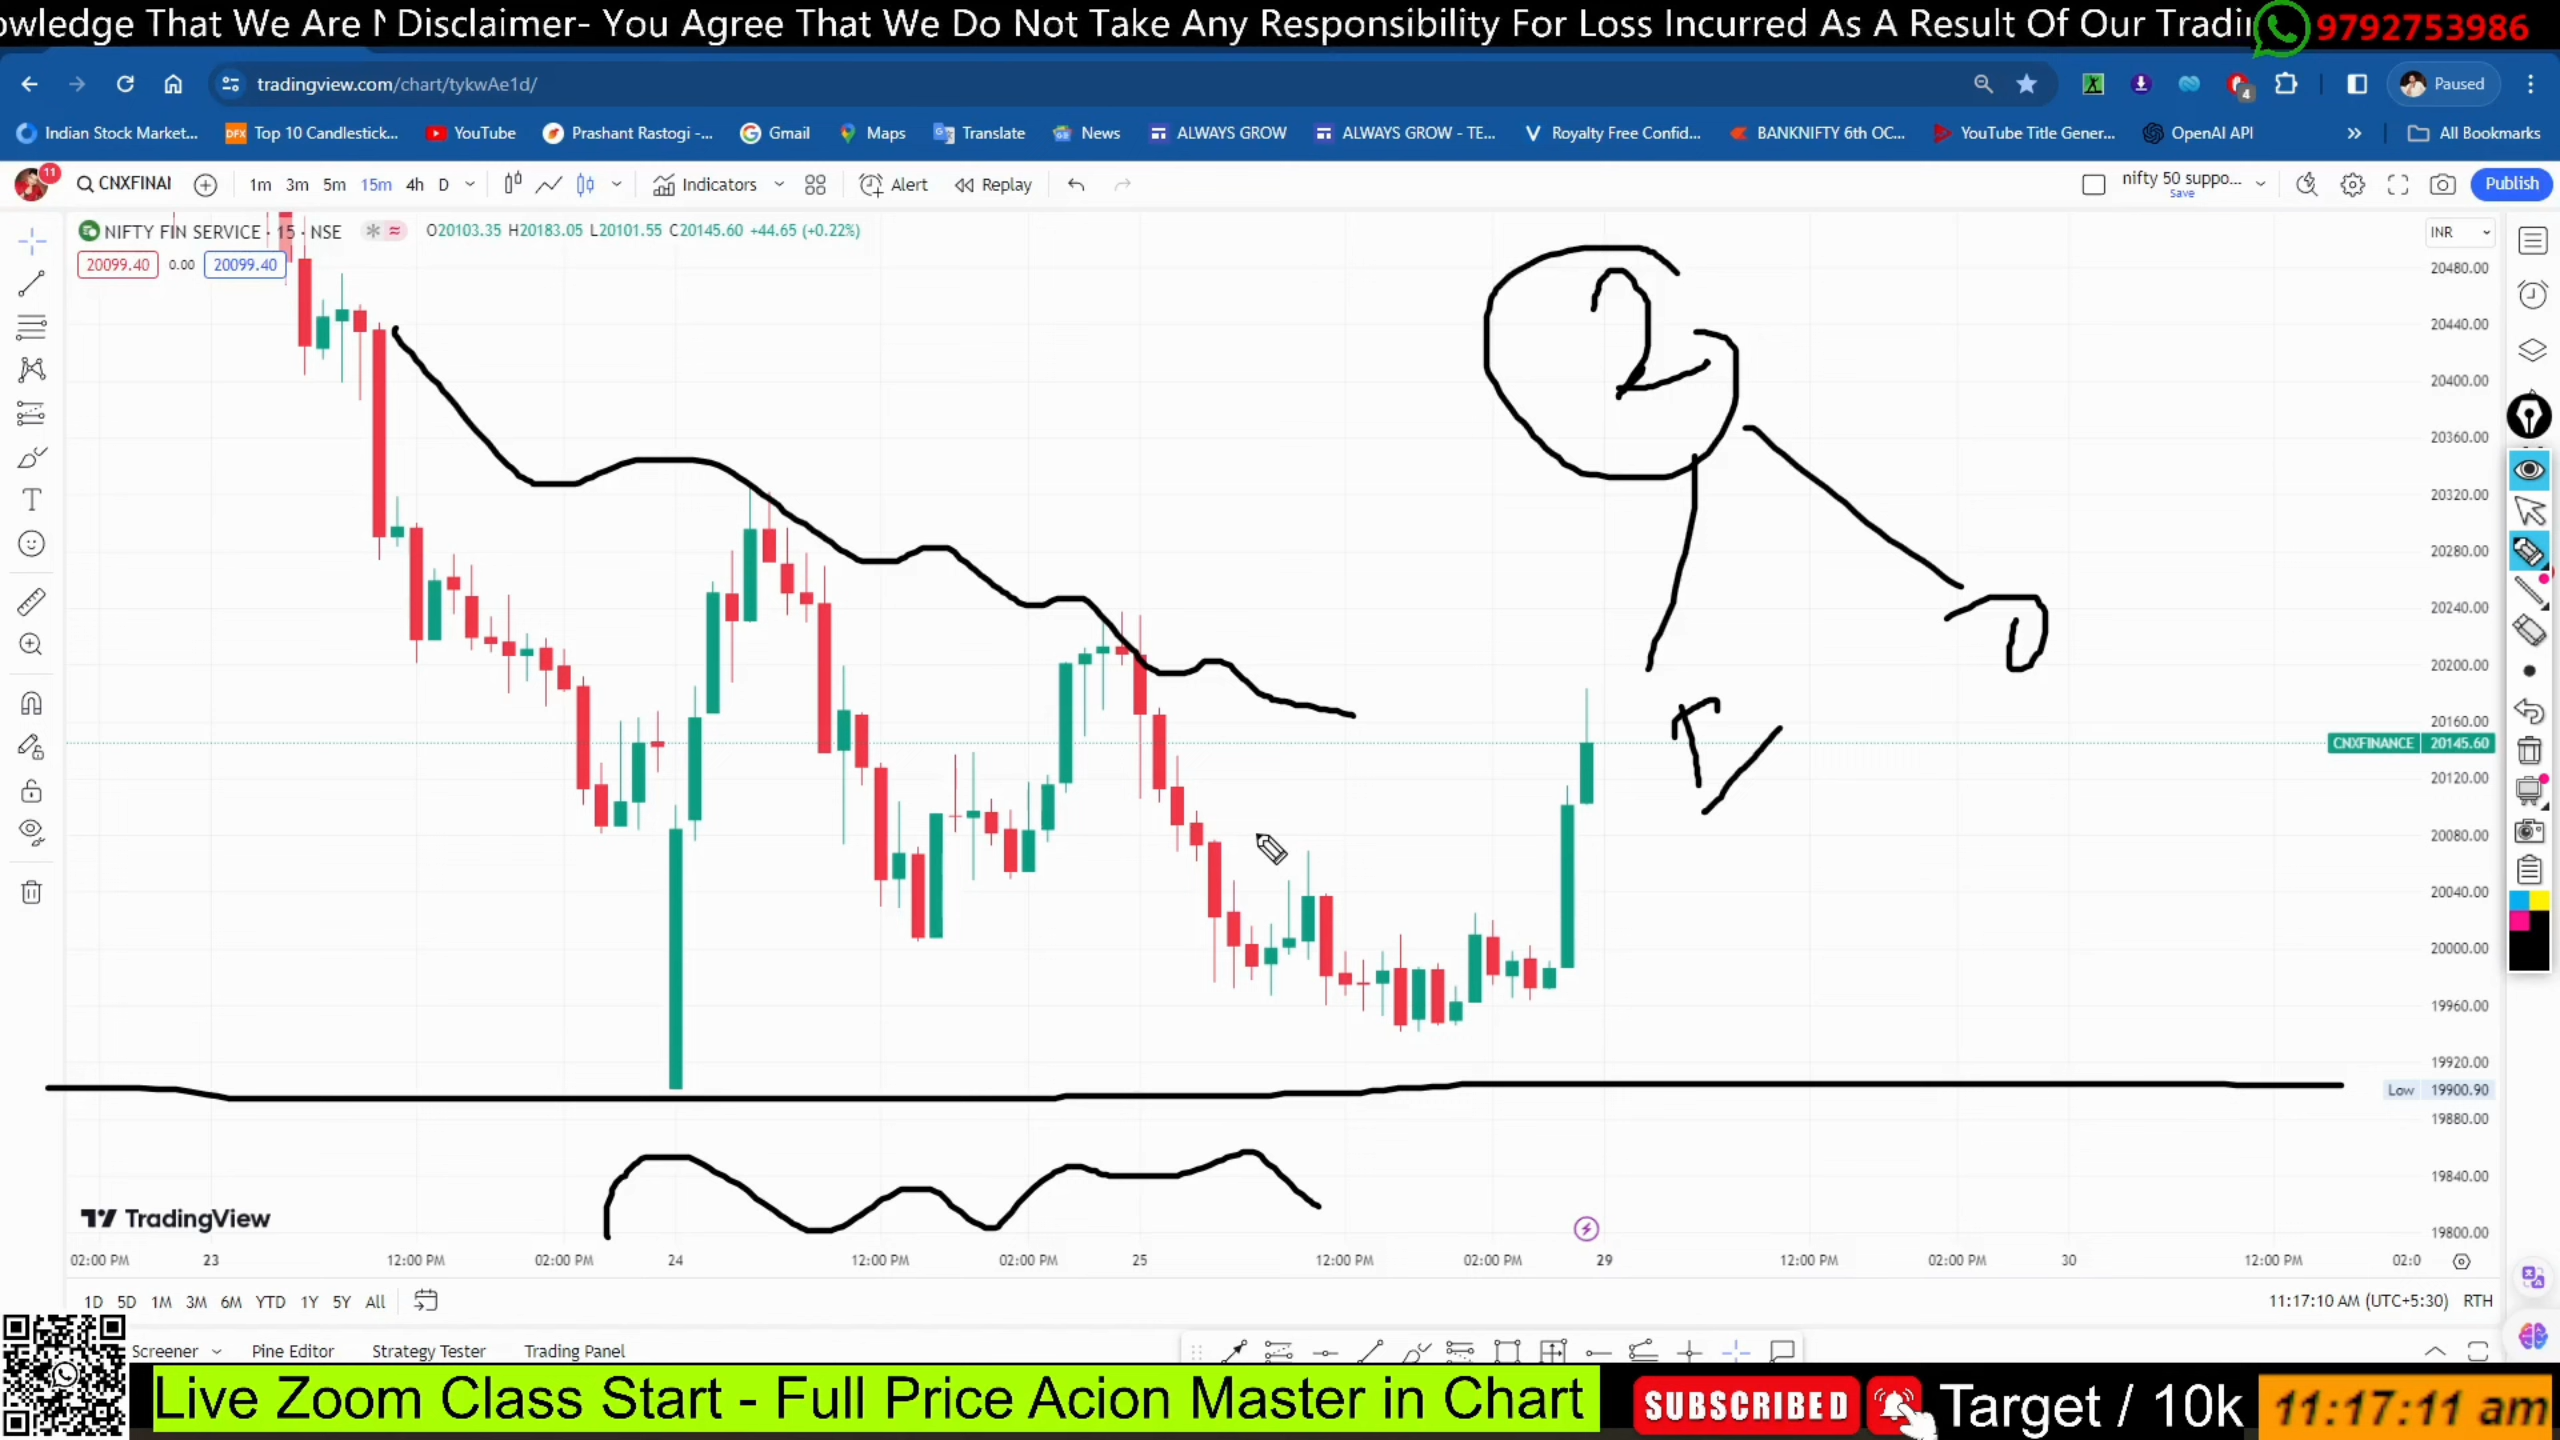 owledge That We Are N Disclaimer- You Agree That We Do Not Take Any Responsibility For Loss Incurred As A Result Of Our Tradi 9792753986
tradingview.com/chart/tykwAe1d/
4 Paused
Indian Stock Market... DFX Top 10 Candlestick... YouTube Prashant Rastogi -... Gmail Maps Translate News ALWAYS GROW ALWAYS GROW - TE... Royalty Free Confid... BANKNIFTY 6th OC... YouTube Title Gener... OpenAI API » All Bookmarks
11 CNXFINAI 1m 3m 5m 15m 4h D Indicators Alert Replay nifty 50 suppo... Save Publish
NIFTY FIN SERVICE · 15 · NSE O20103.35 H20183.05 L20101.55 C20145.60 +44.65 (+0.22%) INR
20099.40 0.00 20099.40
2
20480.00
20440.00
20400.00
20360.00
20320.00
20280.00
20240.00
20200.00
20160.00
CNXFINANCE 20145.60
20120.00
20080.00
20040.00
20000.00
19960.00
19920.00
Low 19900.90
19880.00
19840.00
19800.00
TradingView
02:00 PM 23 12:00 PM 02:00 PM 24 12:00 PM 02:00 PM 25 12:00 PM 02:00 PM 29 12:00 PM 02:00 PM 30 12:00 PM 02:0
1D 5D 1M 3M 6M YTD 1Y 5Y All 11:17:10 AM (UTC+5:30) RTH
Screener Pine Editor Strategy Tester Trading Panel
Live Zoom Class Start - Full Price Acion Master in Chart SUBSCRIBED Target / 10k 11:17:11 am